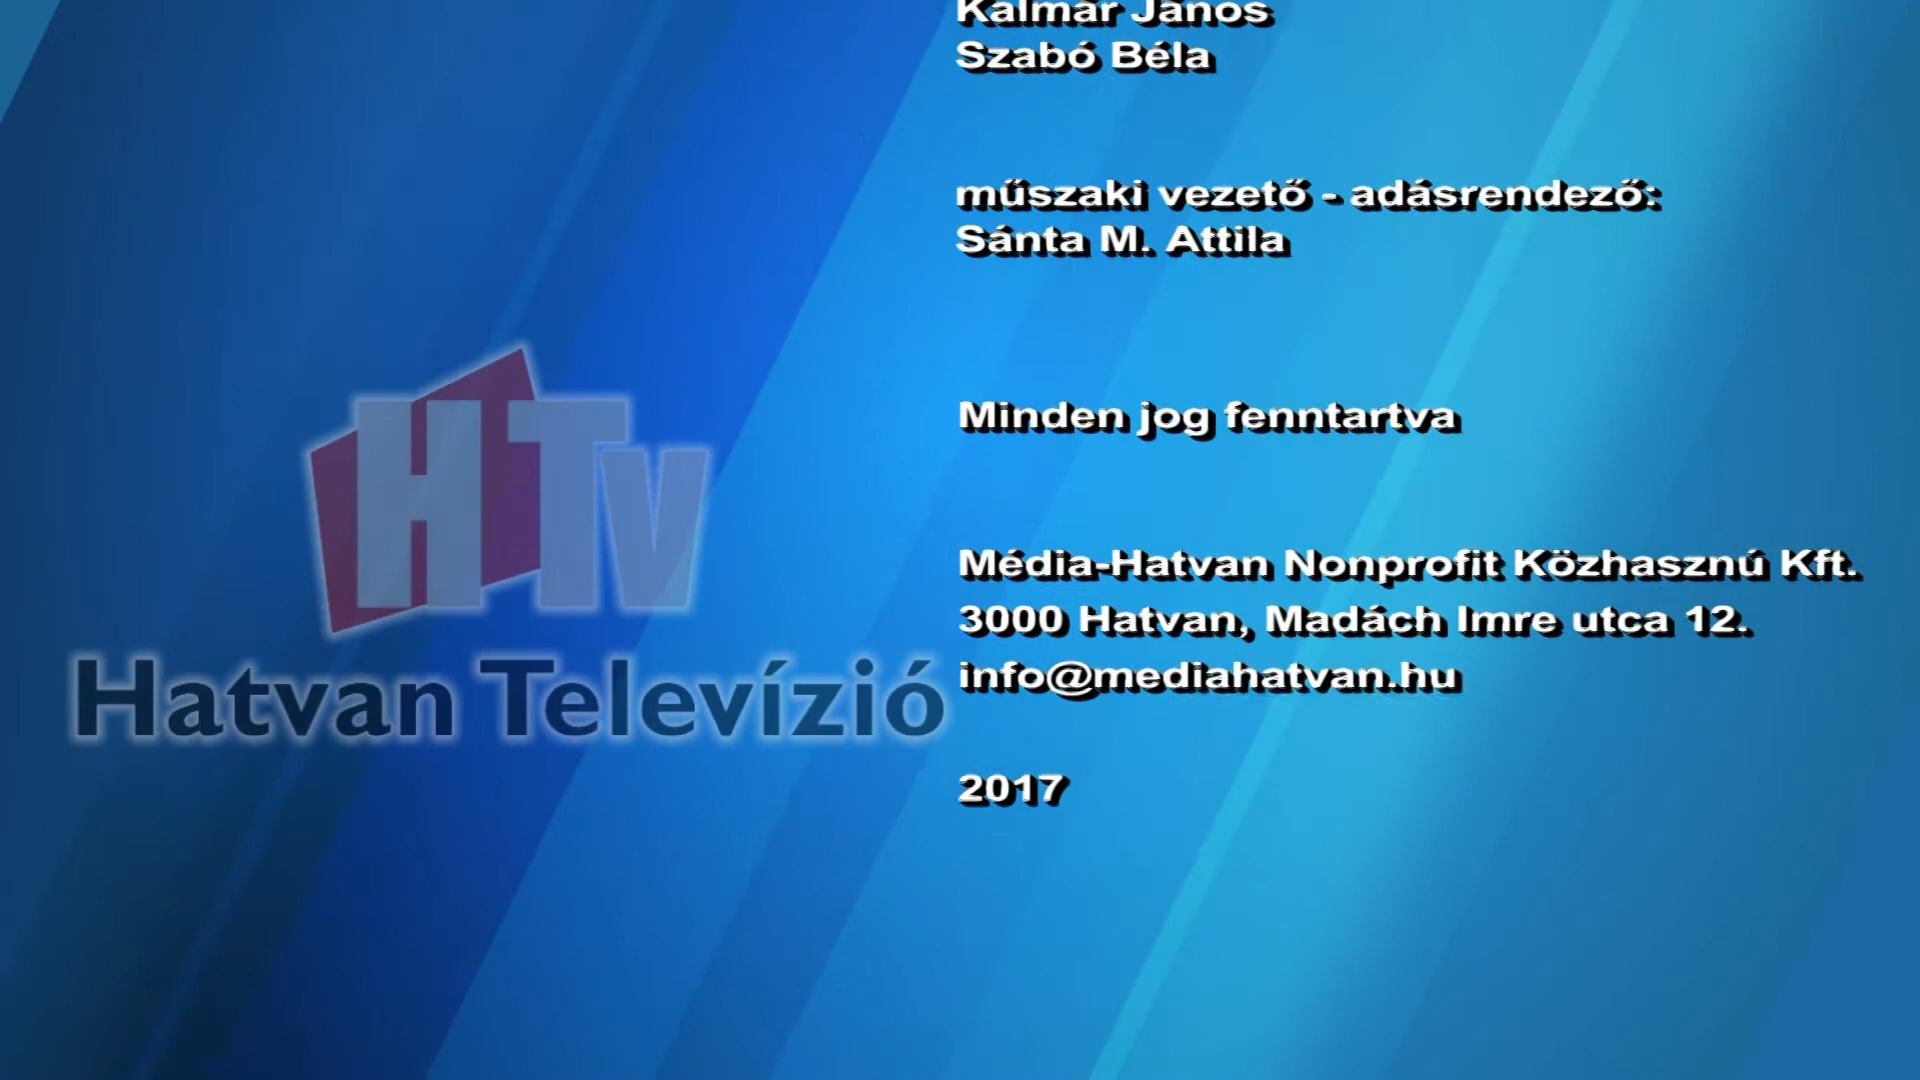 Kalmár János
Szabó Béla
műszaki vezető - adásrendező:
Sánta M. Attila
Minden jog fenntartva
HTv
Hatvan Televízió
Média-Hatvan Nonprofit Közhasznú Kft.
3000 Hatvan, Madách Imre utca 12.
info@mediahatvan.hu
2017